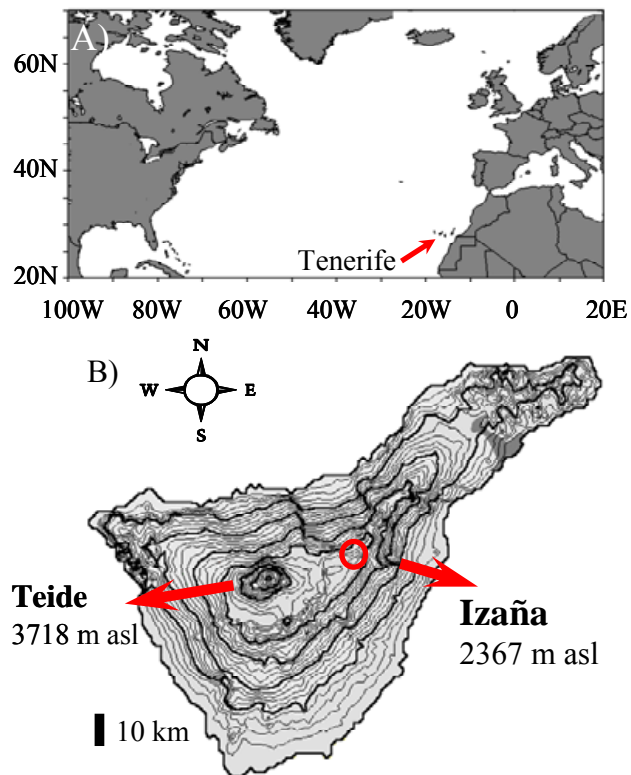 A)
60N
40N
20N
Tenerife
100W 80W 60W 40W 20W 0 20E
B)
N
W E
S
Teide
3718 m asl
Izaña
2367 m asl
10 km